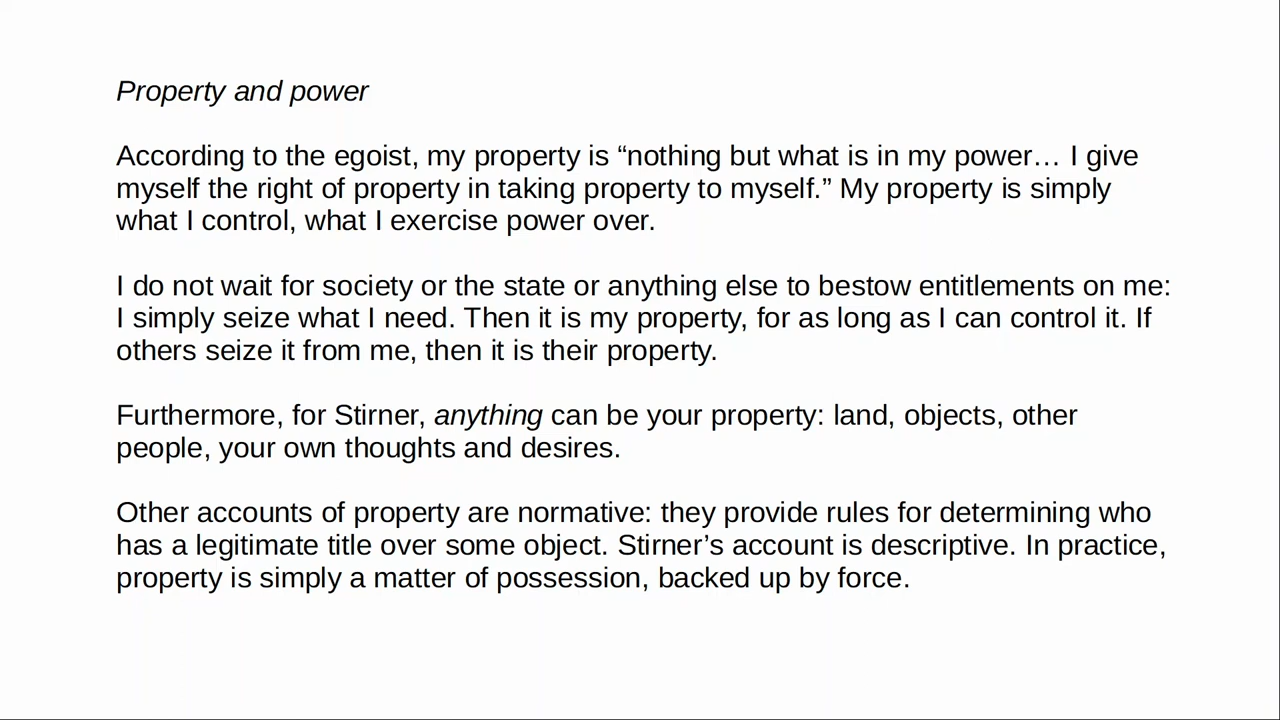 Property and power
According to the egoist, my property is “nothing but what is in my power… I give
myself the right of property in taking property to myself.” My property is simply
what I control, what I exercise power over.
I do not wait for society or the state or anything else to bestow entitlements on me:
I simply seize what I need. Then it is my property, for as long as I can control it. If
others seize it from me, then it is their property.
Furthermore, for Stirner, anything can be your property: land, objects, other
people, your own thoughts and desires.
Other accounts of property are normative: they provide rules for determining who
has a legitimate title over some object. Stirner’s account is descriptive. In practice,
property is simply a matter of possession, backed up by force.